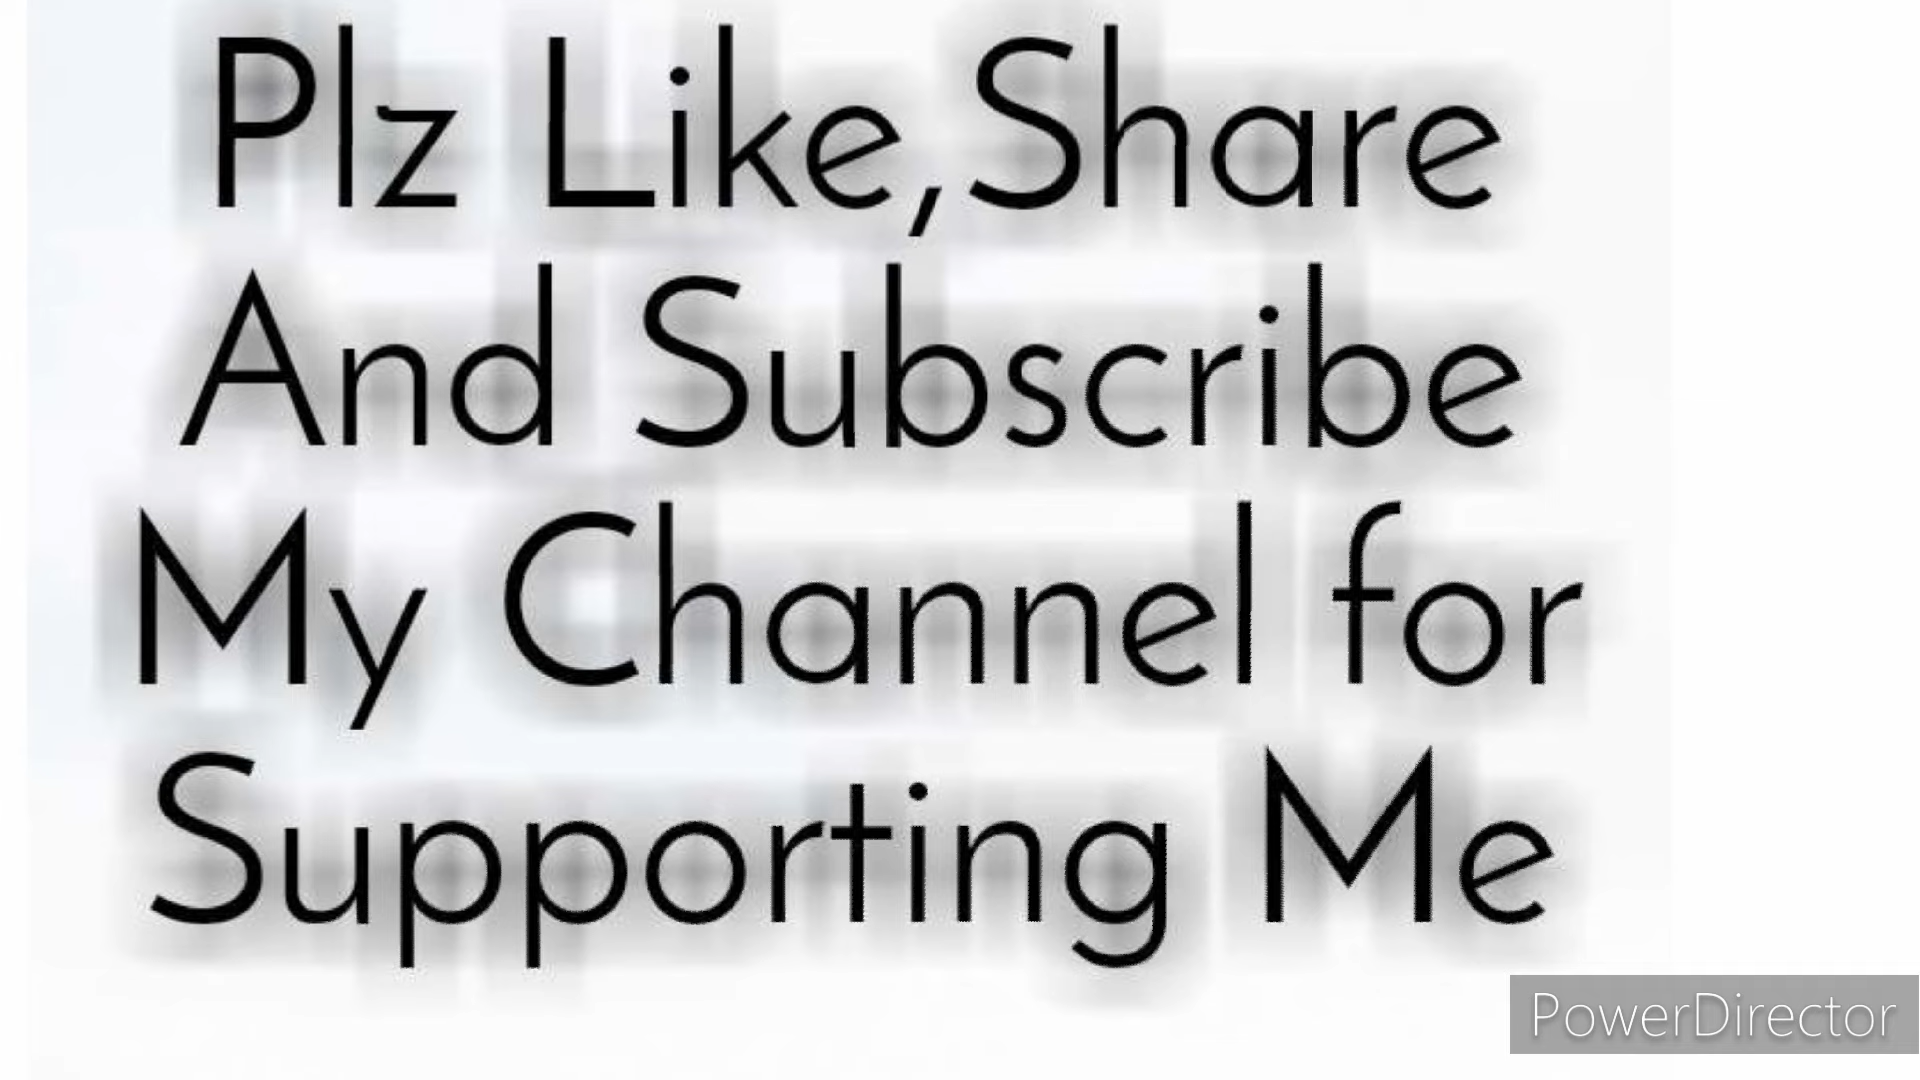 Plz Like,Share
And Subscribe
My Channel for
Supporting Me
PowerDirector